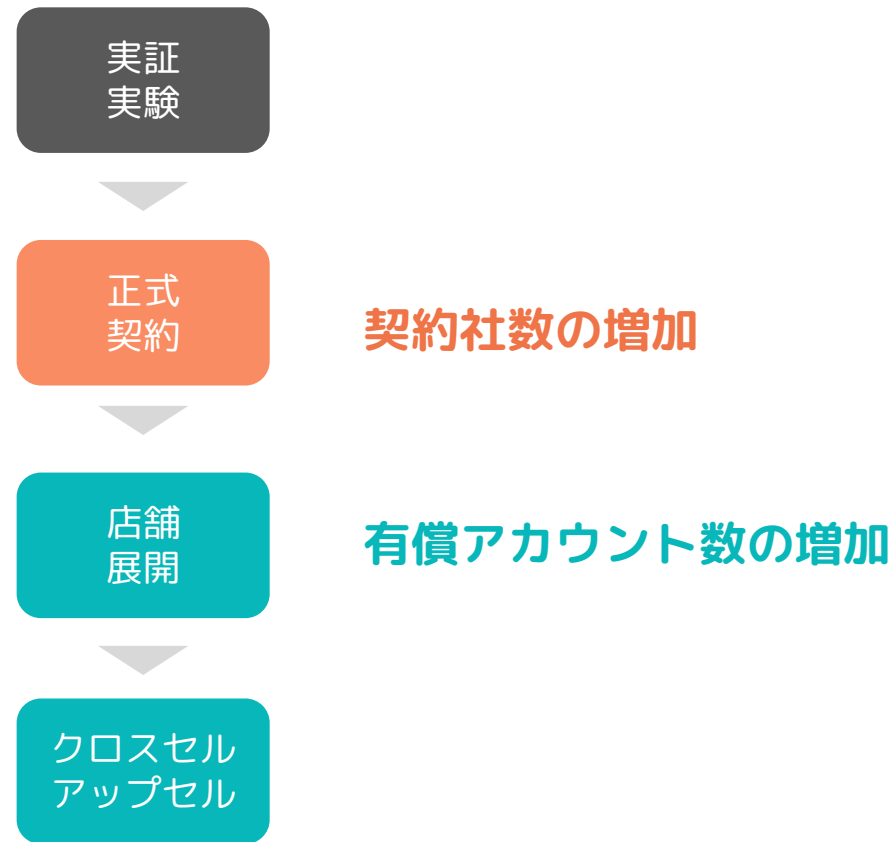 実証
実験
正式
契約
契約社数の増加
店舗
展開
有償アカウント数の増加
クロスセル
アップセル